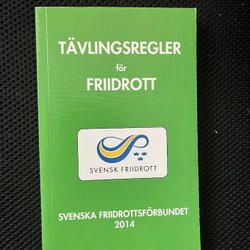 TÄVLINGSREGLER
för
FRIIDROTT
SVENSK FRIIDROTT
SVENSKA FRIIDROTTSFÖRBUNDET
2014